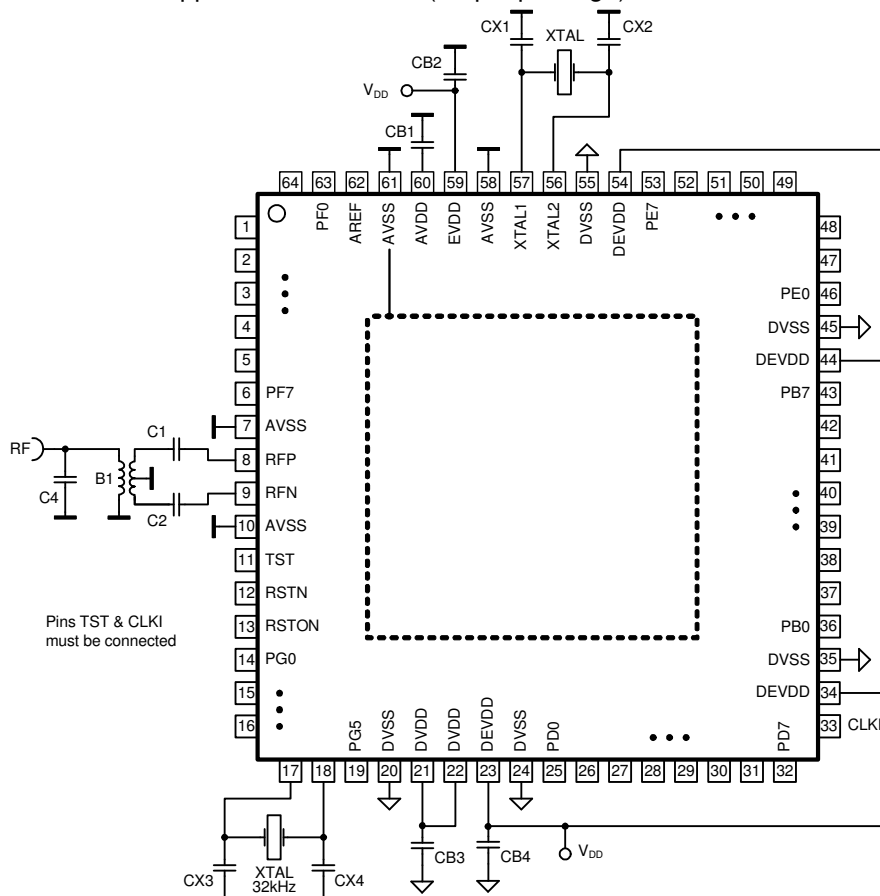 CX1
XTAL
CX2
CB2
V_DD
CB1
64 63 62 61 60 59 58 57 56 55 54 53 52 51 50 49
PF0
AREF
AVSS
AVDD
EVDD
AVSS
XTAL1
XTAL2
DVSS
DEVDD
PE7
1
48
2
47
3
PE0 46
4
DVSS 45
5
DEVDD 44
6 PF7
PB7 43
7 AVSS
42
RF
C1
8 RFP
41
C4
B1
9 RFN
40
C2
10 AVSS
39
11 TST
38
12 RSTN
37
Pins TST & CLKI
must be connected
13 RSTON
PB0 36
14 PG0
DVSS 35
15
DEVDD 34
16
33 CLKI
PG5
DVSS
DVDD
DVDD
DEVDD
DVSS
PD0
PD7
17 18 19 20 21 22 23 24 25 26 27 28 29 30 31 32
CX3
XTAL
32kHz
CX4
CB3
CB4
V_DD